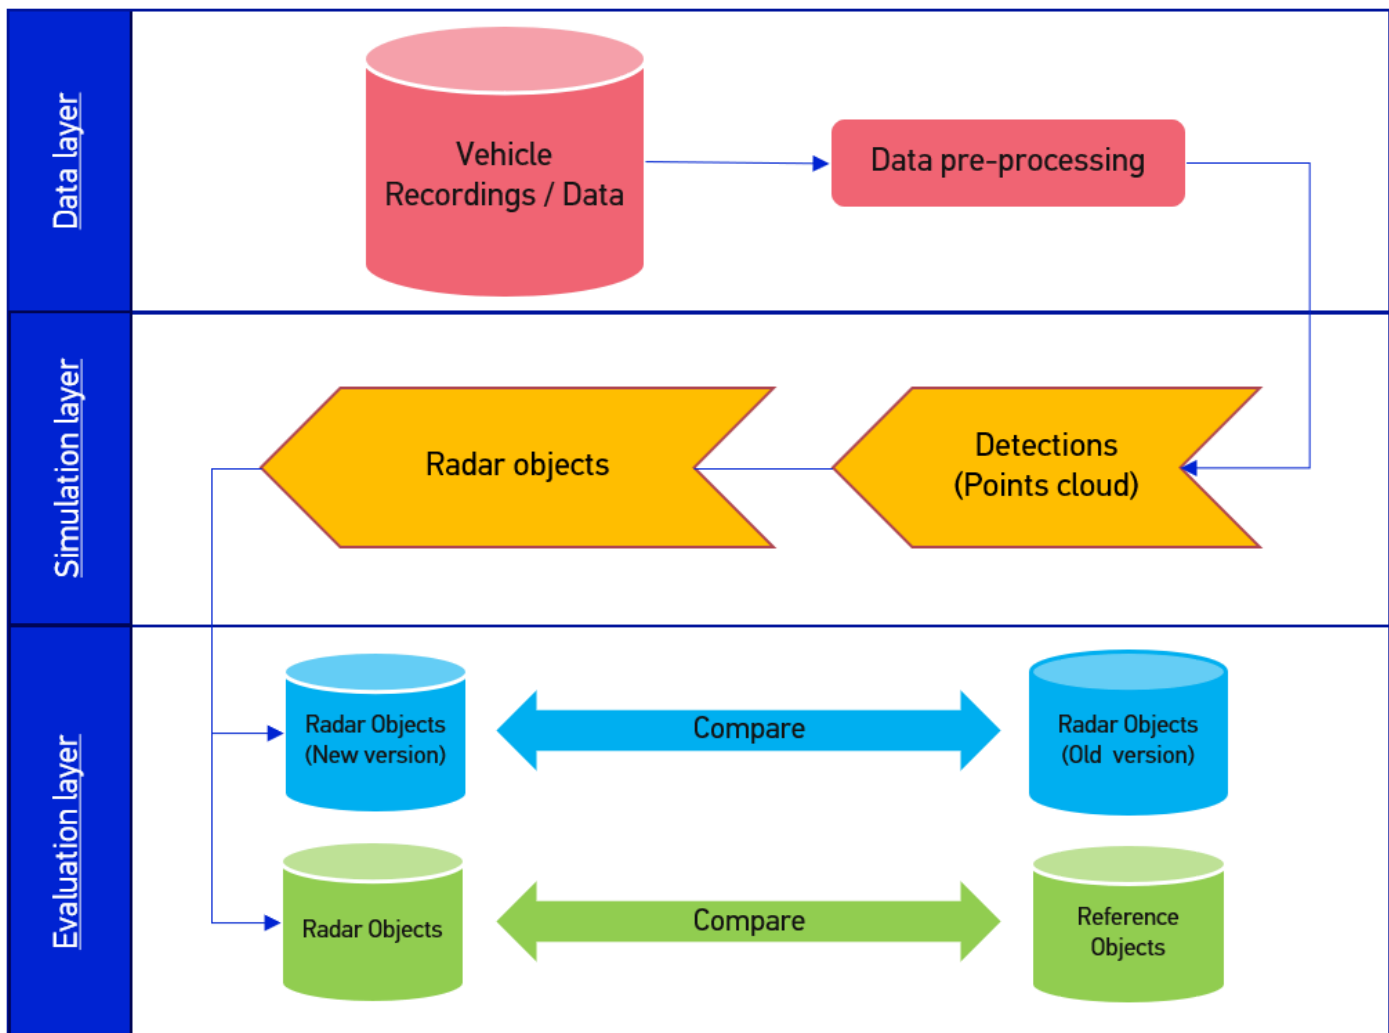 Data layer
Vehicle
Recordings / Data
Data pre-processing
Simulation layer
Radar objects
Detections
(Points cloud)
Evaluation layer
Radar Objects
(New version)
Compare
Radar Objects
(Old version)
Radar Objects
Compare
Reference
Objects